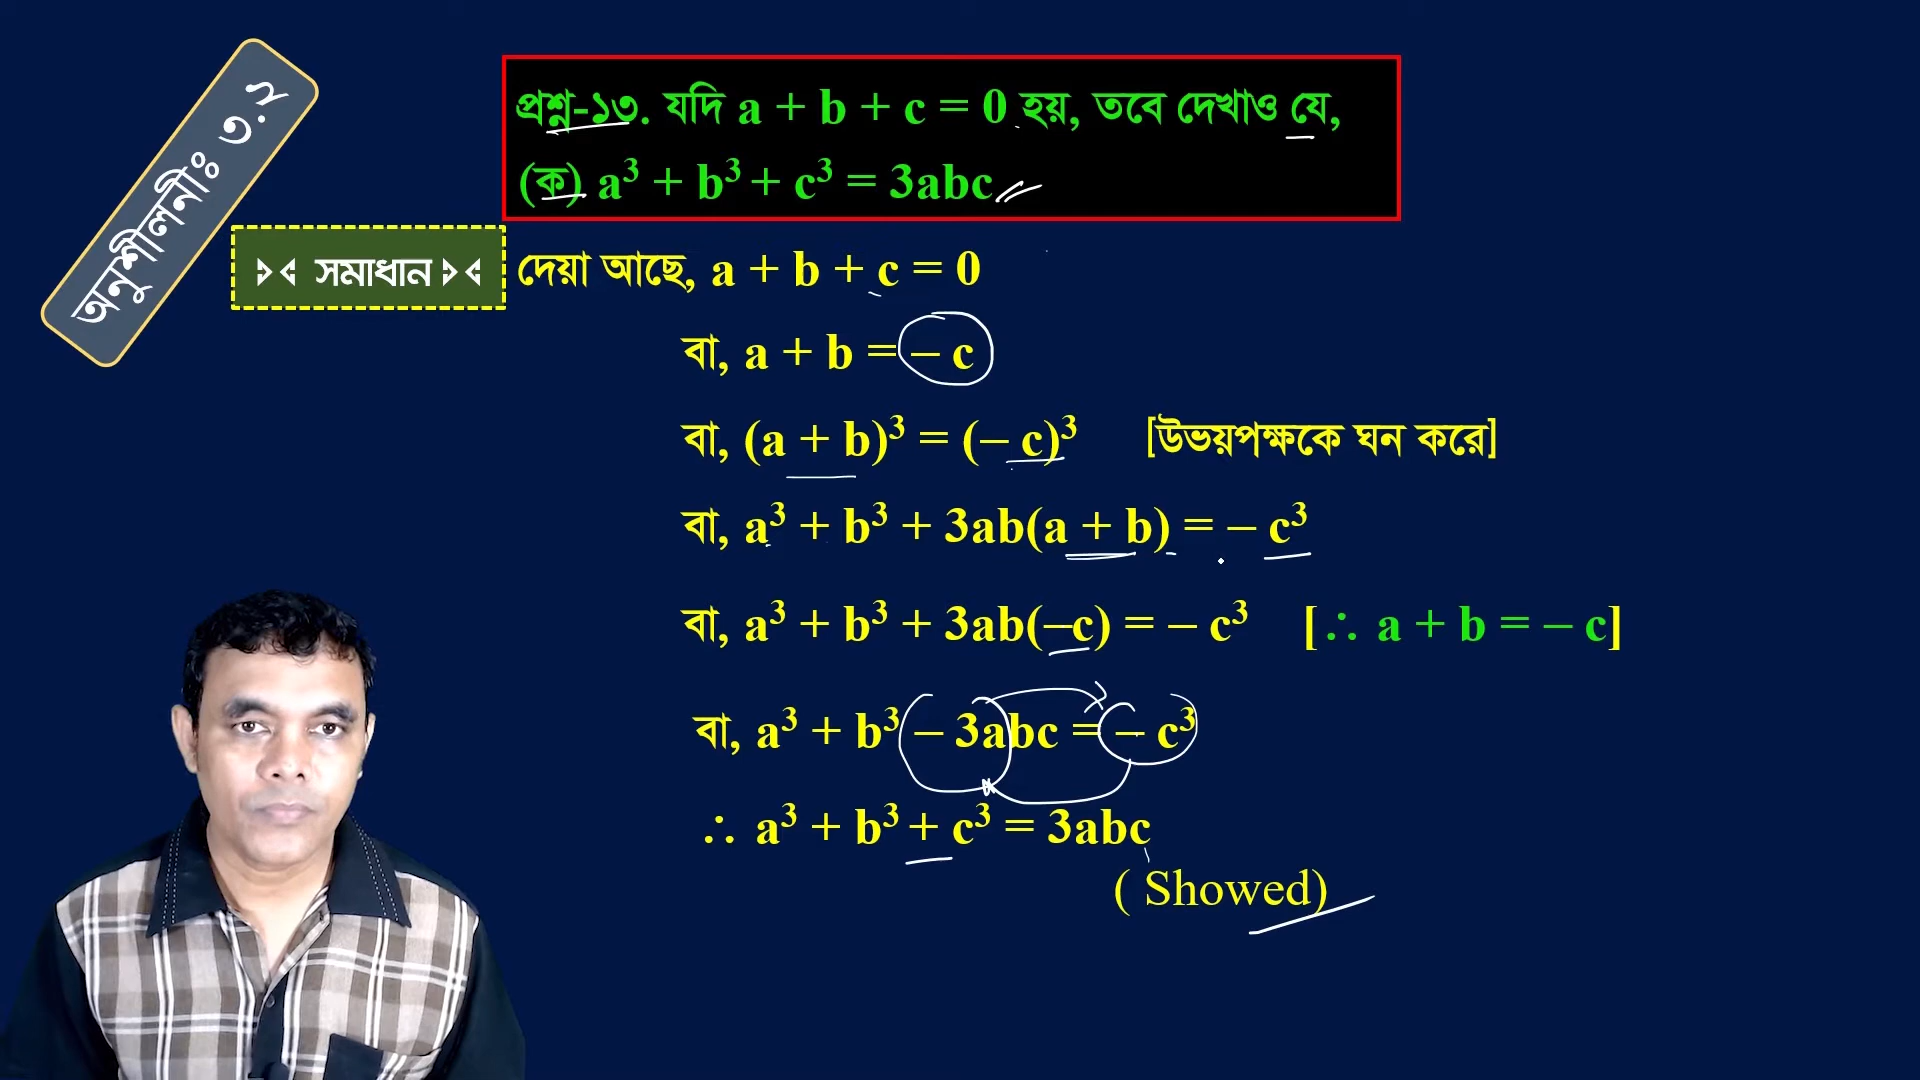 অনুশীলনীঃ ৩.২
প্রশ্ন-১৩. যদি a + b + c = 0 হয়, তবে দেখাও যে,
(ক) a³ + b³ + c³ = 3abc
সমাধান
দেয়া আছে, a + b + c = 0
বা, a + b = – c
বা, (a + b)³ = (– c)³ [উভয়পক্ষকে ঘন করে]
বা, a³ + b³ + 3ab(a + b) = – c³
বা, a³ + b³ + 3ab(–c) = – c³ [∴ a + b = – c]
বা, a³ + b³ – 3abc = – c³
∴ a³ + b³ + c³ = 3abc
( Showed)